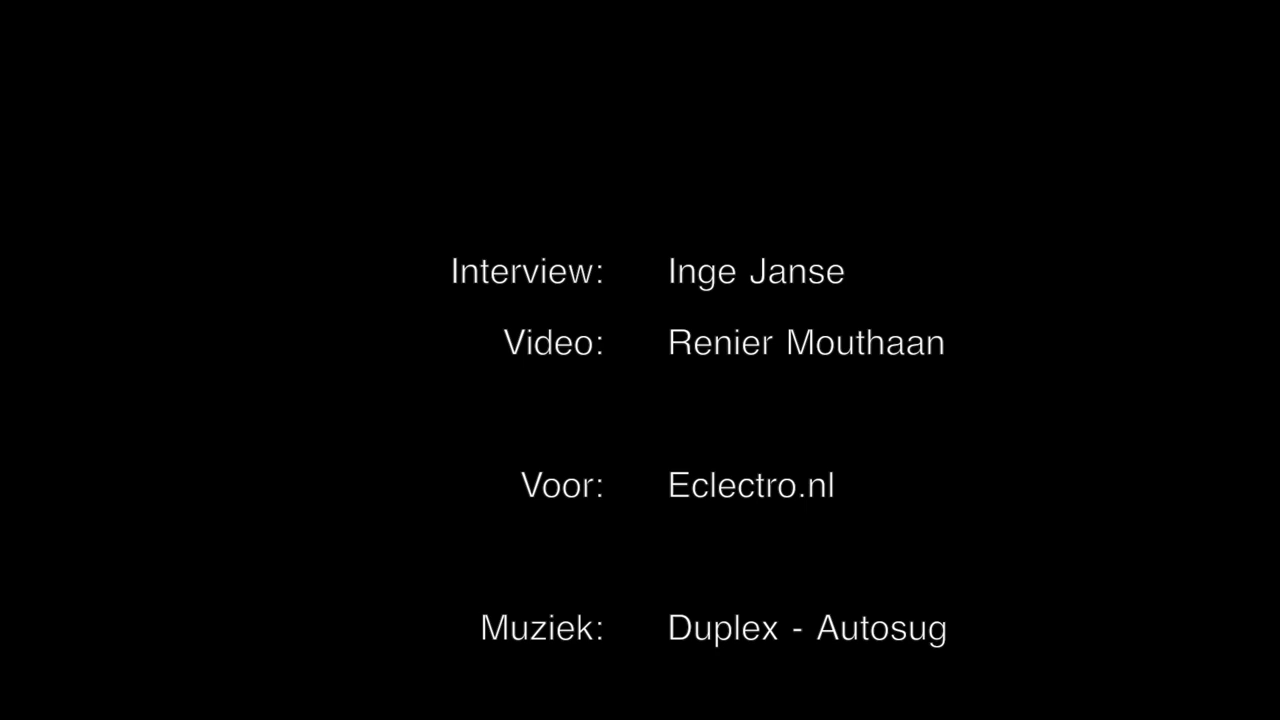 Interview: Inge Janse
Video: Renier Mouthaan
Voor: Eclectro.nl
Muziek: Duplex - Autosug